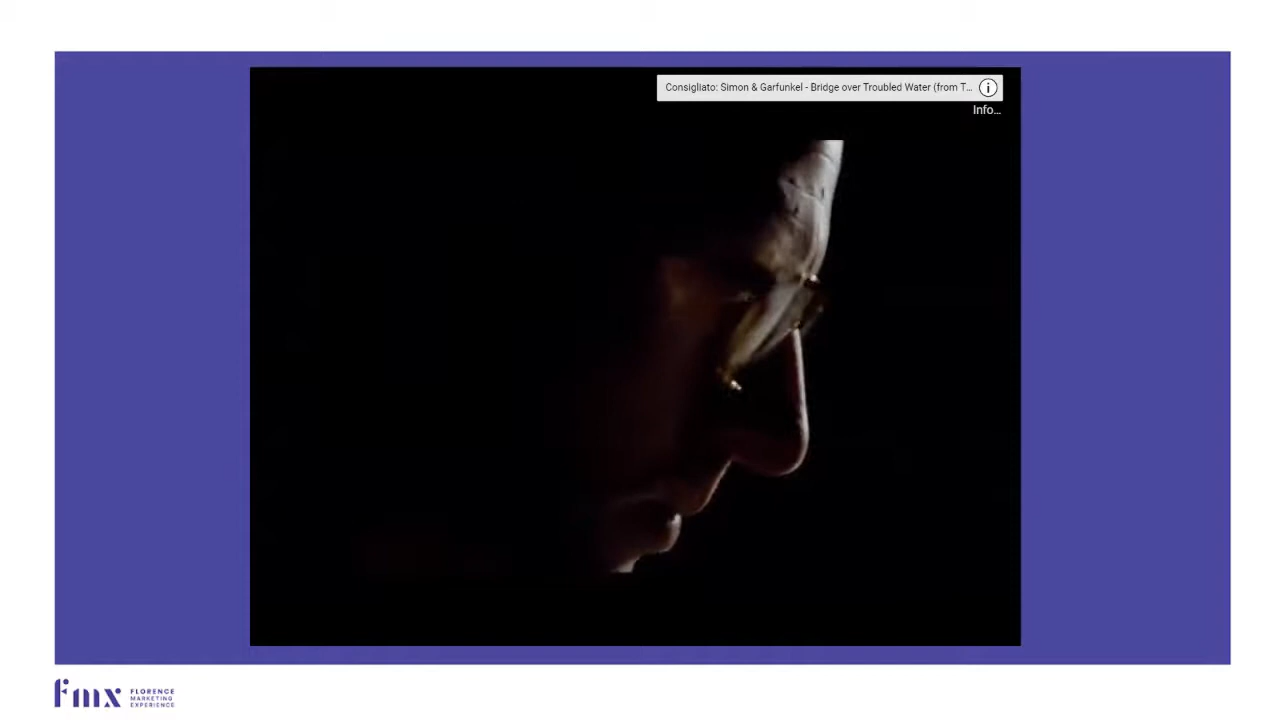 Consigliato: Simon & Garfunkel - Bridge over Troubled Water (from T...
Info...
fmx
FLORENCE
MARKETING
EXPERIENCE